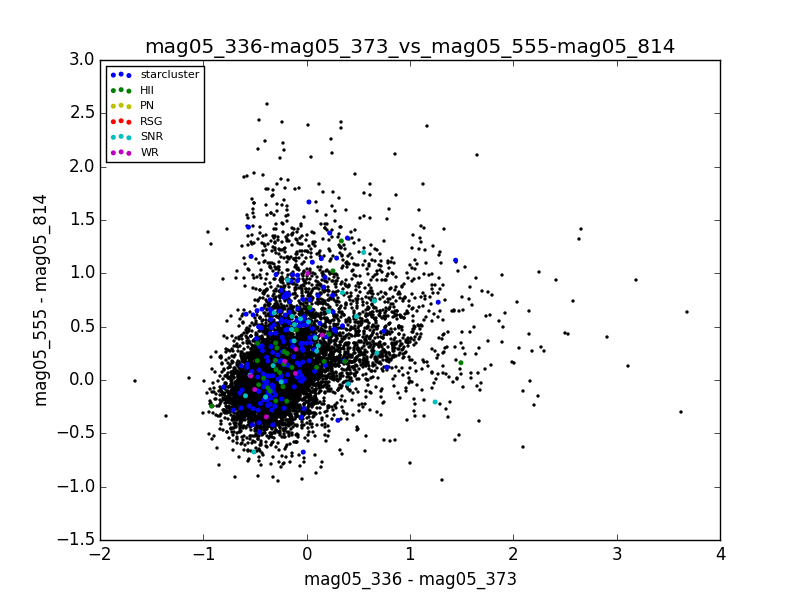 mag05_336-mag05_373_vs_mag05_555-mag05_814
starcluster
HII
PN
RSG
SNR
WR
3.0
2.5
2.0
1.5
1.0
0.5
0.0
−0.5
−1.0
−1.5
mag05_555 - mag05_814
−2 −1 0 1 2 3 4
mag05_336 - mag05_373